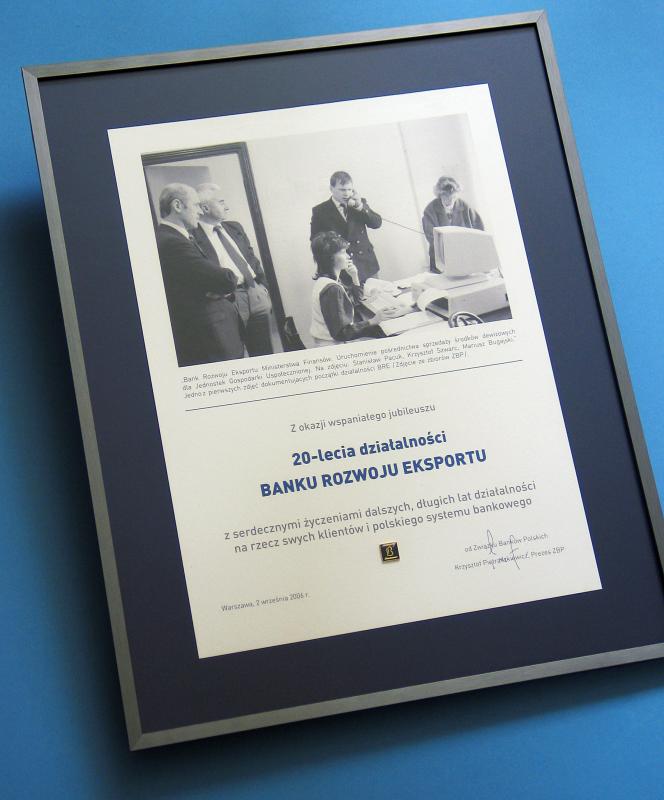 „Bank Rozwoju Eksportu Ministerstwa Finansów. Uruchomienie pośrednictwa sprzedaży środków dewizowych
dla Jednostek Gospodarki Uspołecznionej. Na zdjęciu: Stanisław Pacuk, Krzysztof Szwarc, Mariusz Bugajski.”
Jedno z pierwszych zdjęć dokumentujących początki działalności BRE /Zdjęcie ze zbiorów ZBP/.
Z okazji wspaniałego jubileuszu
20-lecia działalności
BANKU ROZWOJU EKSPORTU
z serdecznymi życzeniami dalszych, długich lat działalności
na rzecz swych klientów i polskiego systemu bankowego
B
od Związku Banków Polskich
Krzysztof Pietraszkiewicz, Prezes ZBP
Warszawa, 2 września 2006 r.